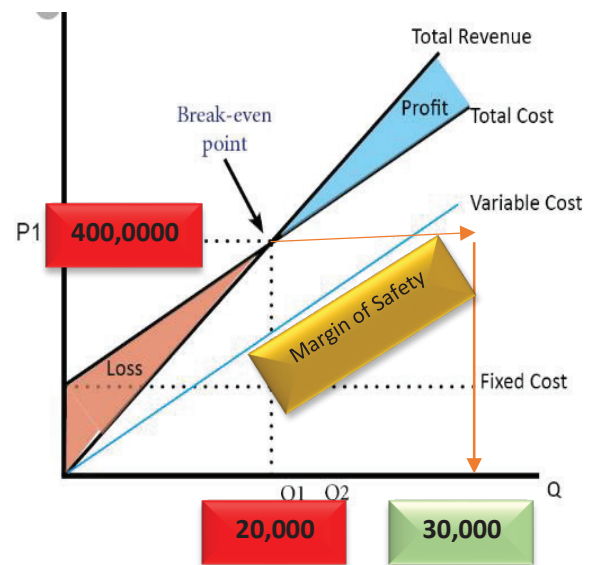 Total Revenue
Break-even
point
Profit
Total Cost
Variable Cost
P1
400,0000
Margin of Safety
Loss
Fixed Cost
Q1 Q2
Q
20,000
30,000